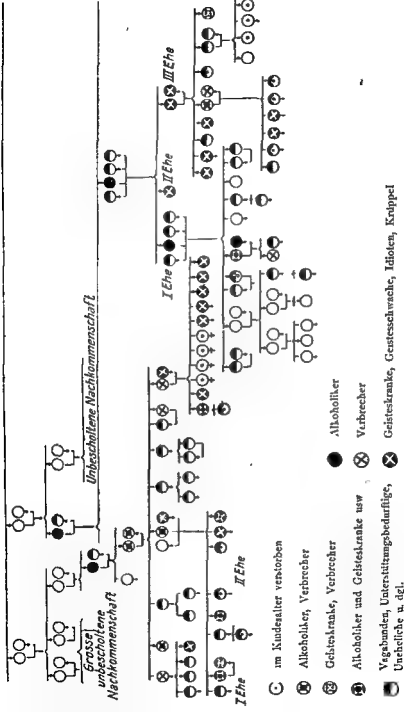 III Ehe
II Ehe
I Ehe
Unbescholtene Nachkommenschaft
Grosse
unbescholtene
Nachkommenschaft
II Ehe
I Ehe
im Kindesalter verstorben
Alkoholiker, Verbrecher
Geisteskranke, Verbrecher
Alkoholiker und Geisteskranke usw
Vagabunden, Unterstützungsbedürftige,
Uneheliche u. dgl.
Alkoholiker
Verbrecher
Geisteskranke, Geistesschwache, Idioten, Knüppel